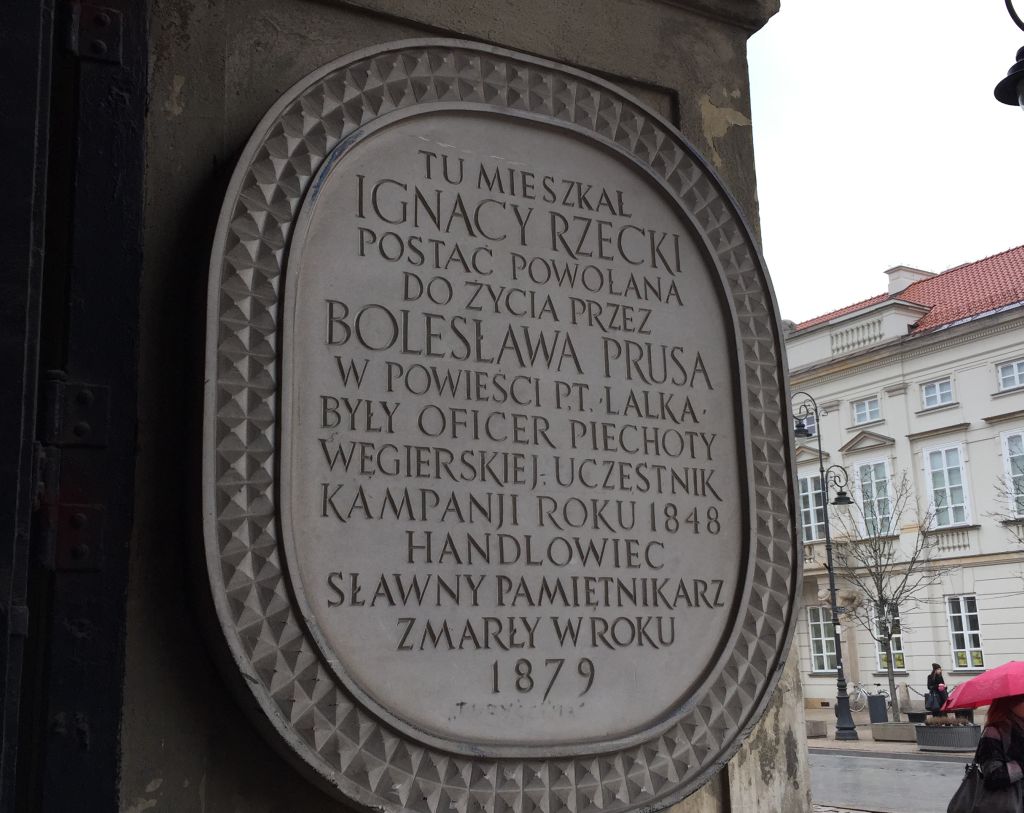 TU MIESZKAŁ
IGNACY RZECKI
POSTAĆ POWOŁANA
DO ŻYCIA PRZEZ
BOLESŁAWA PRUSA
W POWIEŚCI P.T. „LALKA”
BYŁY OFICER PIECHOTY
WĘGIERSKIEJ. UCZESTNIK
KAMPANJI ROKU 1848
HANDLOWIEC
SŁAWNY PAMIĘTNIKARZ
ZMARŁY W ROKU
1879